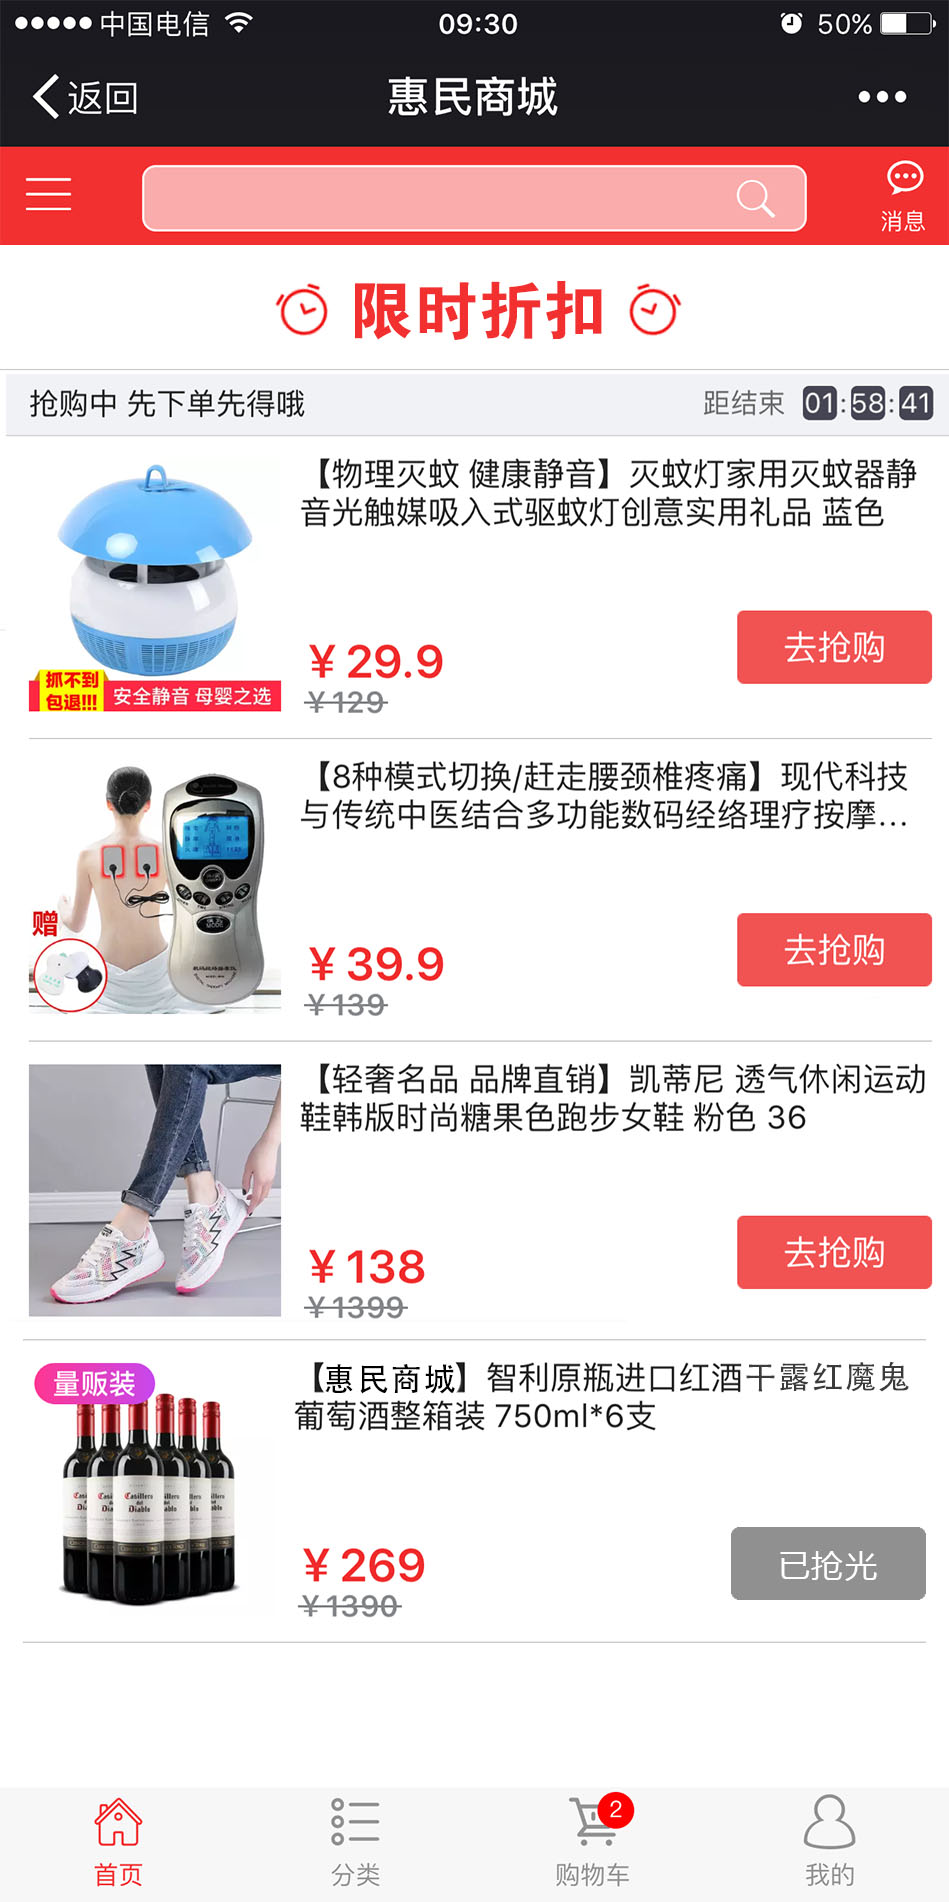 中国电信 09:30 50%
返回 惠民商城
消息
限时折扣
抢购中 先下单先得哦 距结束 01:58:41
【物理灭蚊 健康静音】灭蚊灯家用灭蚊器静
音光触媒吸入式驱蚊灯创意实用礼品 蓝色
去抢购
¥29.9
¥129
抓不到
包退!!!
安全静音 母婴之选
【8种模式切换/赶走腰颈椎疼痛】现代科技
与传统中医结合多功能数码经络理疗按摩...
赠
去抢购
¥39.9
¥139
【轻奢名品 品牌直销】凯蒂尼 透气休闲运动
鞋韩版时尚糖果色跑步女鞋 粉色 36
去抢购
¥138
¥1399
量贩装
【惠民商城】智利原瓶进口红酒干露红魔鬼
葡萄酒整箱装 750ml*6支
Casillero
del
Diablo
已抢光
¥269
¥1390
2
首页 分类 购物车 我的